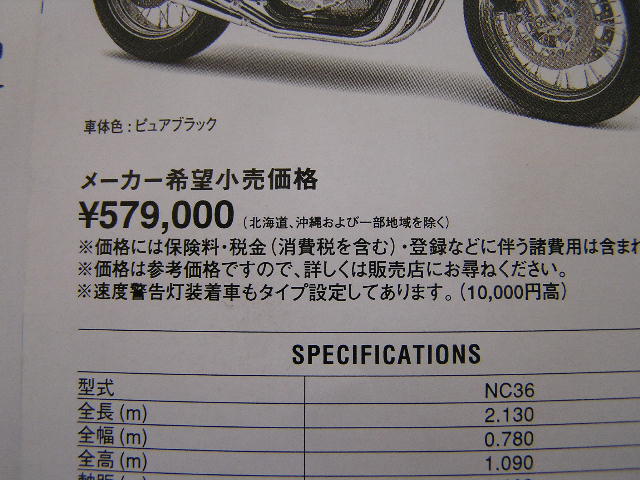 車体色：ピュアブラック
メーカー希望小売価格
¥579,000（北海道、沖縄および一部地域を除く）
※価格には保険料・税金（消費税を含む）・登録などに伴う諸費用は含まれ
※価格は参考価格ですので、詳しくは販売店にお尋ねください。
※速度警告灯装着車もタイプ設定してあります。（10,000円高）
SPECIFICATIONS
型式 NC36
全長(m) 2.130
全幅(m) 0.780
全高(m) 1.090